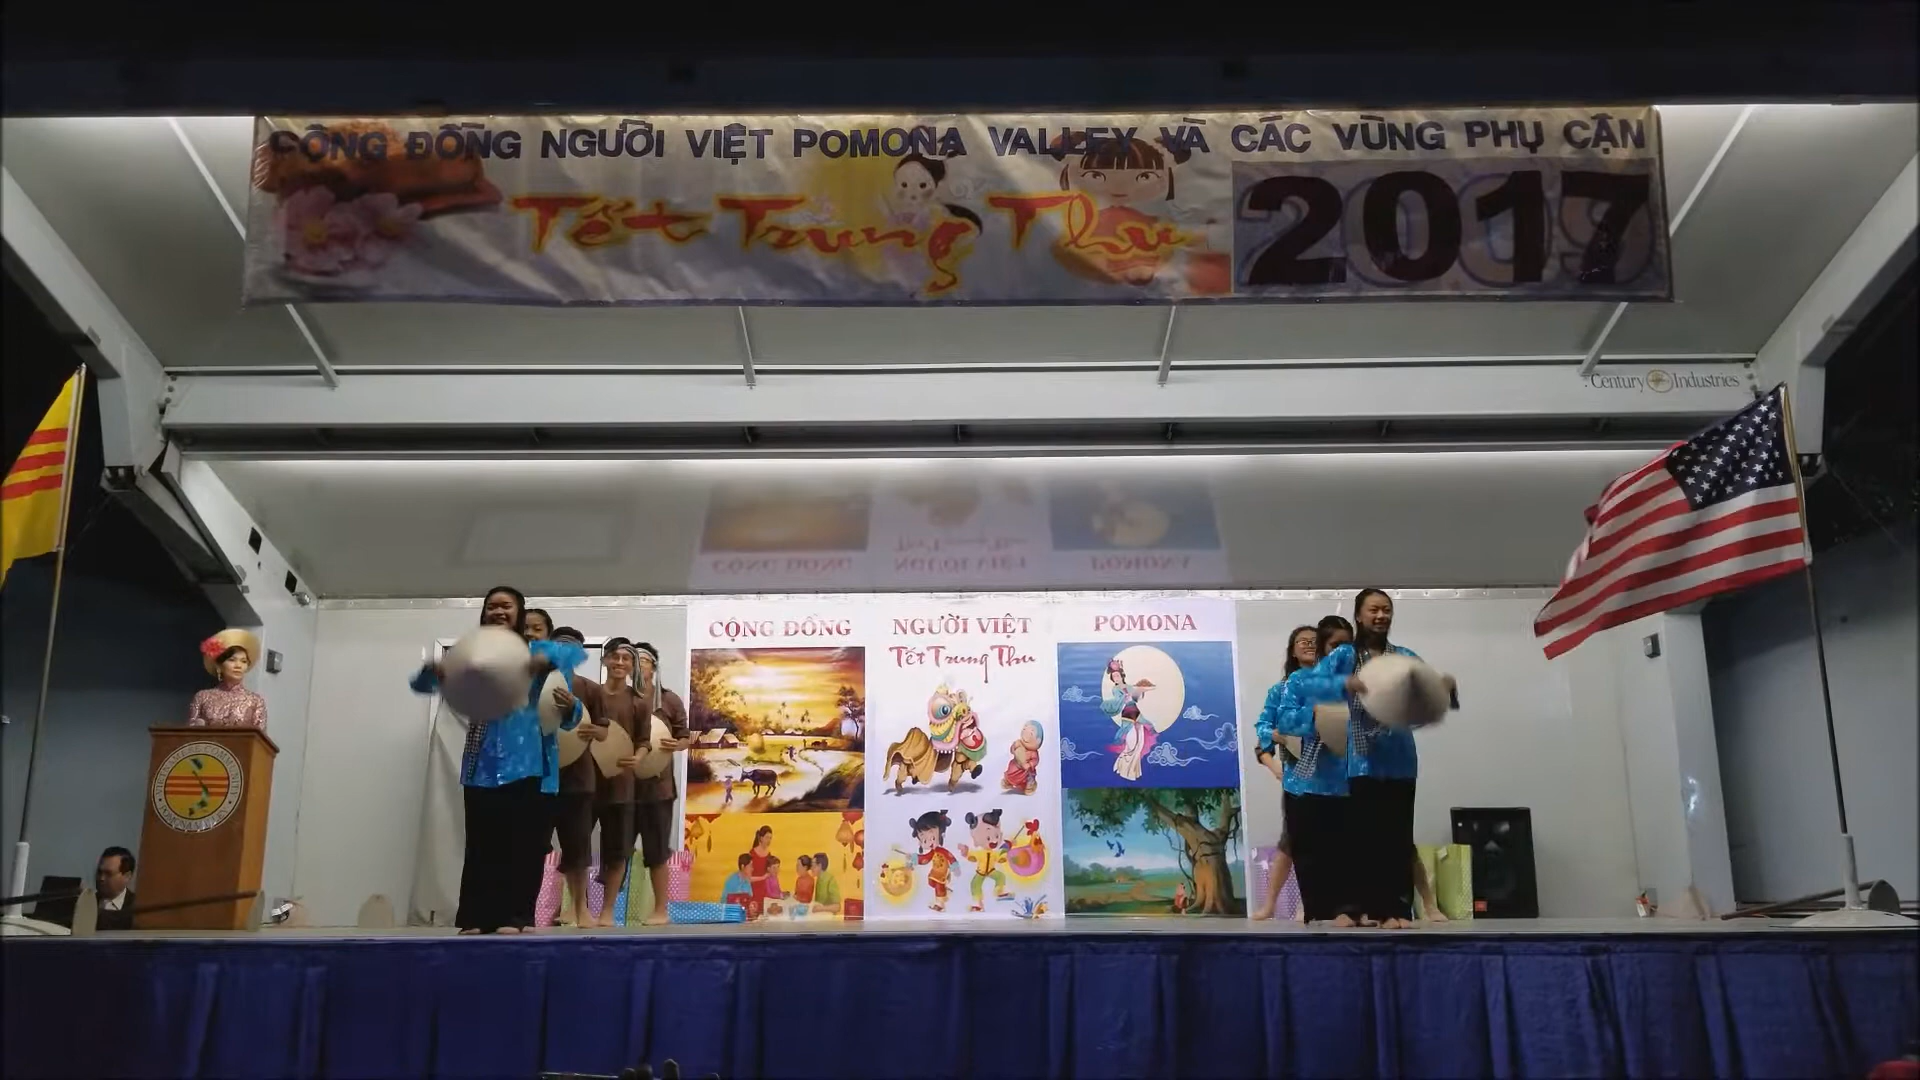 CỘNG ĐỒNG NGƯỜI VIỆT POMONA VALLEY VÀ CÁC VÙNG PHỤ CẬN
Tết Trung Thu 2017
Century Industries
CỘNG ĐỒNG NGƯỜI VIỆT POMONA
Tết Trung Thu